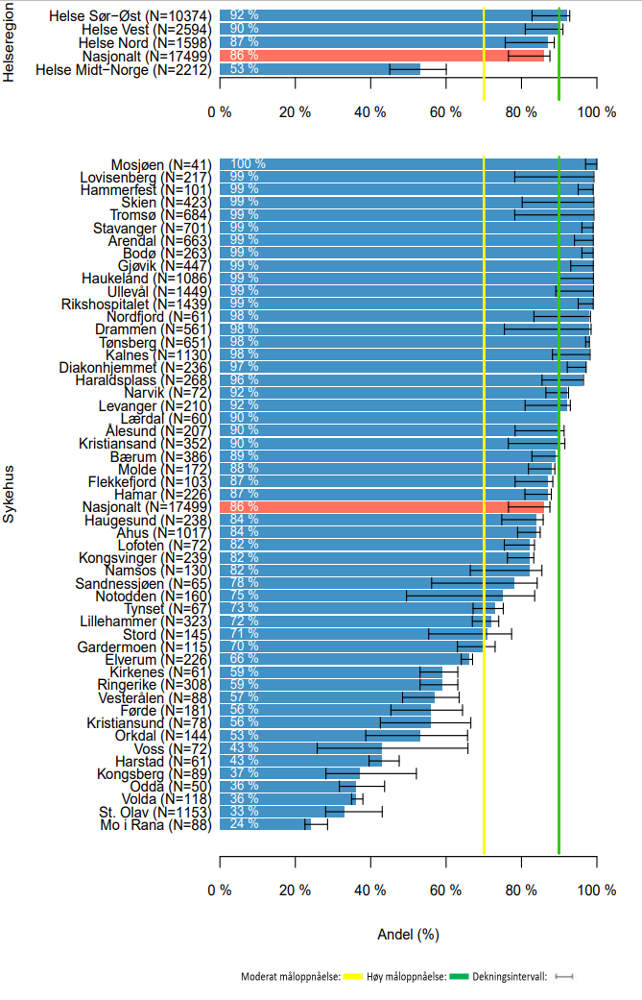 Helseregion
Helse Sør−Øst (N=10374) 92 %
Helse Vest (N=2594) 90 %
Helse Nord (N=1598) 87 %
Nasjonalt (N=17499) 86 %
Helse Midt−Norge (N=2212) 53 %
0 % 20 % 40 % 60 % 80 % 100 %
Sykehus
Mosjøen (N=41) 100 %
Lovisenberg (N=217) 99 %
Hammerfest (N=101) 99 %
Skien (N=423) 99 %
Tromsø (N=684) 99 %
Stavanger (N=701) 99 %
Arendal (N=663) 99 %
Bodø (N=263) 99 %
Gjøvik (N=447) 99 %
Haukeland (N=1086) 99 %
Ullevål (N=1449) 99 %
Rikshospitalet (N=1439) 99 %
Nordfjord (N=61) 98 %
Drammen (N=561) 98 %
Tønsberg (N=651) 98 %
Kalnes (N=1130) 98 %
Diakonhjemmet (N=236) 97 %
Haraldsplass (N=268) 96 %
Narvik (N=72) 92 %
Levanger (N=210) 92 %
Lærdal (N=60) 90 %
Ålesund (N=207) 90 %
Kristiansand (N=352) 90 %
Bærum (N=386) 89 %
Molde (N=172) 88 %
Flekkefjord (N=103) 87 %
Hamar (N=226) 87 %
Nasjonalt (N=17499) 86 %
Haugesund (N=238) 84 %
Ahus (N=1017) 84 %
Lofoten (N=72) 82 %
Kongsvinger (N=239) 82 %
Namsos (N=130) 82 %
Sandnessjøen (N=65) 78 %
Notodden (N=160) 75 %
Tynset (N=67) 73 %
Lillehammer (N=323) 72 %
Stord (N=145) 71 %
Gardermoen (N=115) 70 %
Elverum (N=226) 66 %
Kirkenes (N=61) 59 %
Ringerike (N=308) 59 %
Vesterålen (N=88) 57 %
Førde (N=181) 56 %
Kristiansund (N=78) 56 %
Orkdal (N=144) 53 %
Voss (N=72) 43 %
Harstad (N=61) 43 %
Kongsberg (N=89) 37 %
Odda (N=50) 36 %
Volda (N=118) 36 %
St. Olav (N=1153) 33 %
Mo i Rana (N=88) 24 %
0 % 20 % 40 % 60 % 80 % 100 %
Andel (%)
Moderat måloppnåelse: Høy måloppnåelse: Dekningsintervall: